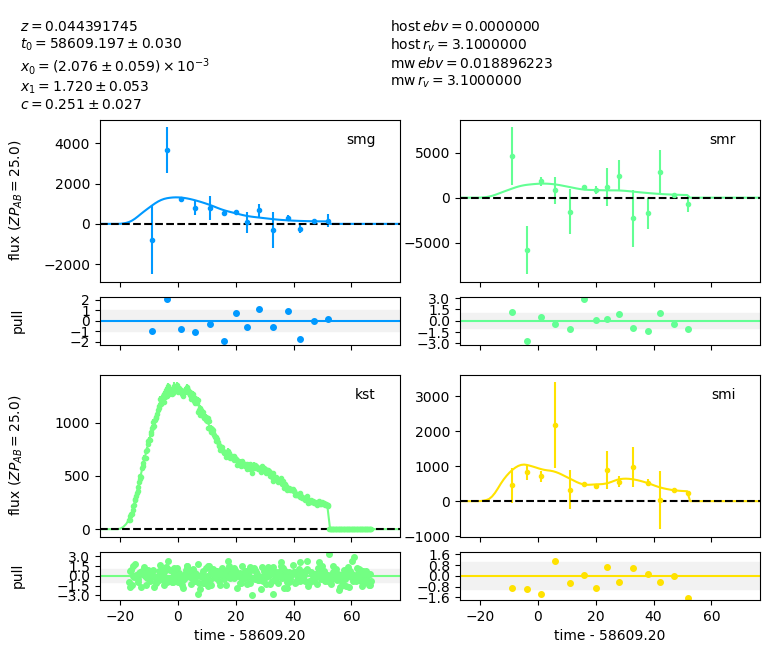 z = 0.044391745
t₀ = 58609.197 ± 0.030
x₀ = (2.076 ± 0.059) × 10⁻³
x₁ = 1.720 ± 0.053
c = 0.251 ± 0.027
host ebv = 0.0000000
host r_v = 3.1000000
mw ebv = 0.018896223
mw r_v = 3.1000000
flux (ZP_AB = 25.0)
4000
2000
0
−2000
smg
5000
0
−5000
smr
pull
2
1
0
−1
−2
3.0
1.5
0.0
−1.5
−3.0
flux (ZP_AB = 25.0)
1000
500
0
kst
3000
2000
1000
0
−1000
smi
pull
3.0
1.5
0.0
−1.5
−3.0
1.6
0.8
0.0
−0.8
−1.6
−20 0 20 40 60
−20 0 20 40 60
time - 58609.20
time - 58609.20